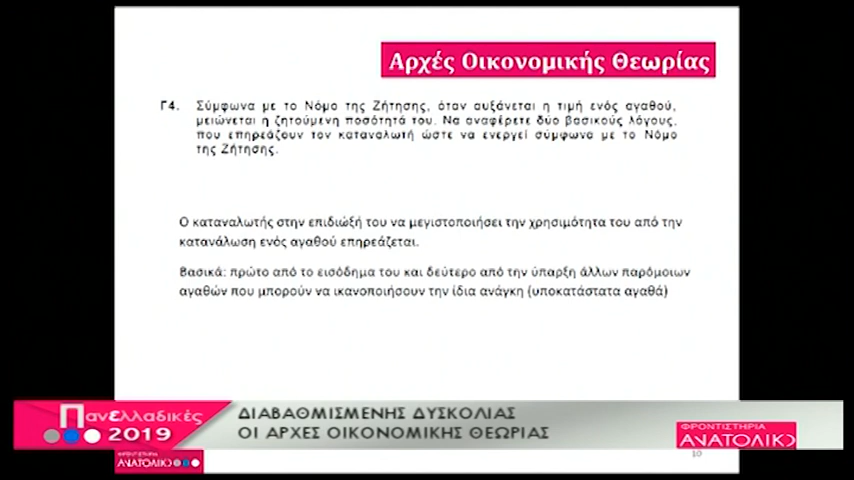 Αρχές Οικονομικής Θεωρίας
Γ4. Σύμφωνα με το Νόμο της Ζήτησης, όταν αυξάνεται η τιμή ενός αγαθού,
μειώνεται η ζητούμενη ποσότητά του. Να αναφέρετε δύο βασικούς λόγους,
που επηρεάζουν τον καταναλωτή ώστε να ενεργεί σύμφωνα με το Νόμο
της Ζήτησης.
Ο καταναλωτής στην επιδιώξή του να μεγιστοποιήσει την χρησιμότητα του από την
κατανάλωση ενός αγαθού επηρεάζεται.
Βασικά: πρώτο από το εισόδημα του και δεύτερο από την ύπαρξη άλλων παρόμοιων
αγαθών που μπορούν να ικανοποιήσουν την ίδια ανάγκη (υποκατάστατα αγαθά)
Πανελλαδικές
2019
ΔΙΑΒΑΘΜΙΣΜΕΝΗΣ ΔΥΣΚΟΛΙΑΣ
ΟΙ ΑΡΧΕΣ ΟΙΚΟΝΟΜΙΚΗΣ ΘΕΩΡΙΑΣ
ΦΡΟΝΤΙΣΤΗΡΙΑ
ΑΝΑΤΟΛΙΚΟ
ΦΡΟΝΤΙΣΤΗΡΙΑ
ΑΝΑΤΟΛΙΚΟ
10